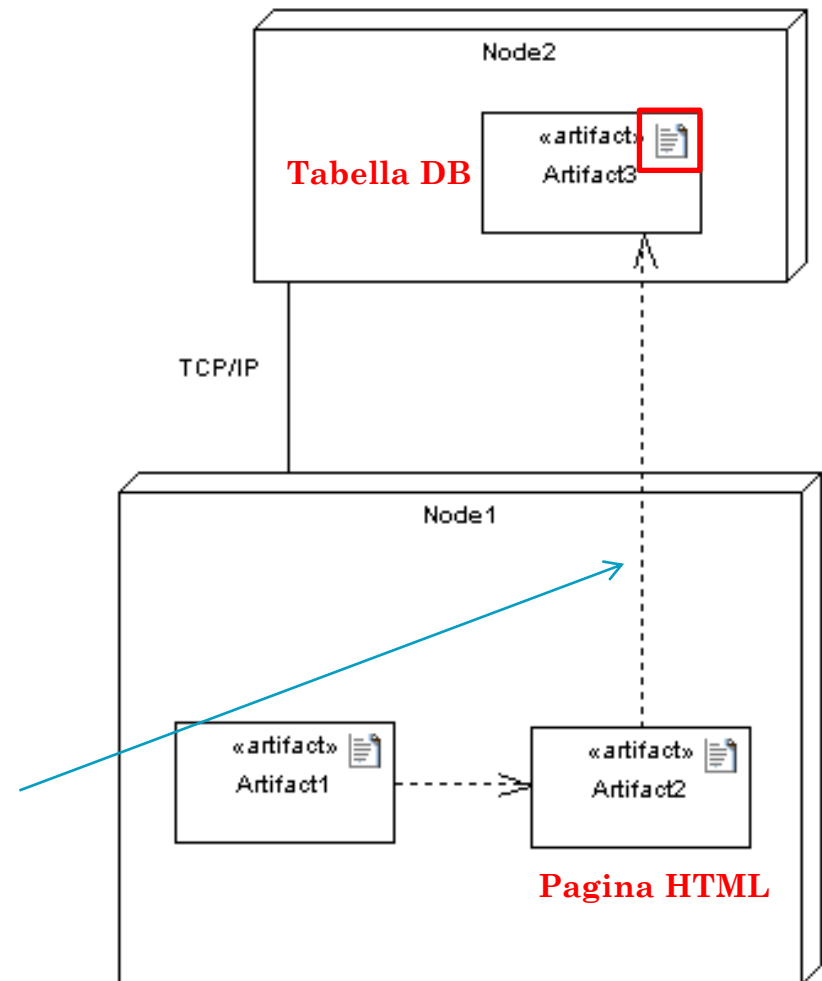 Node2
«artifact»
Artifact3
Tabella DB
TCP/IP
Node1
«artifact»
Artifact1
«artifact»
Artifact2
Pagina HTML